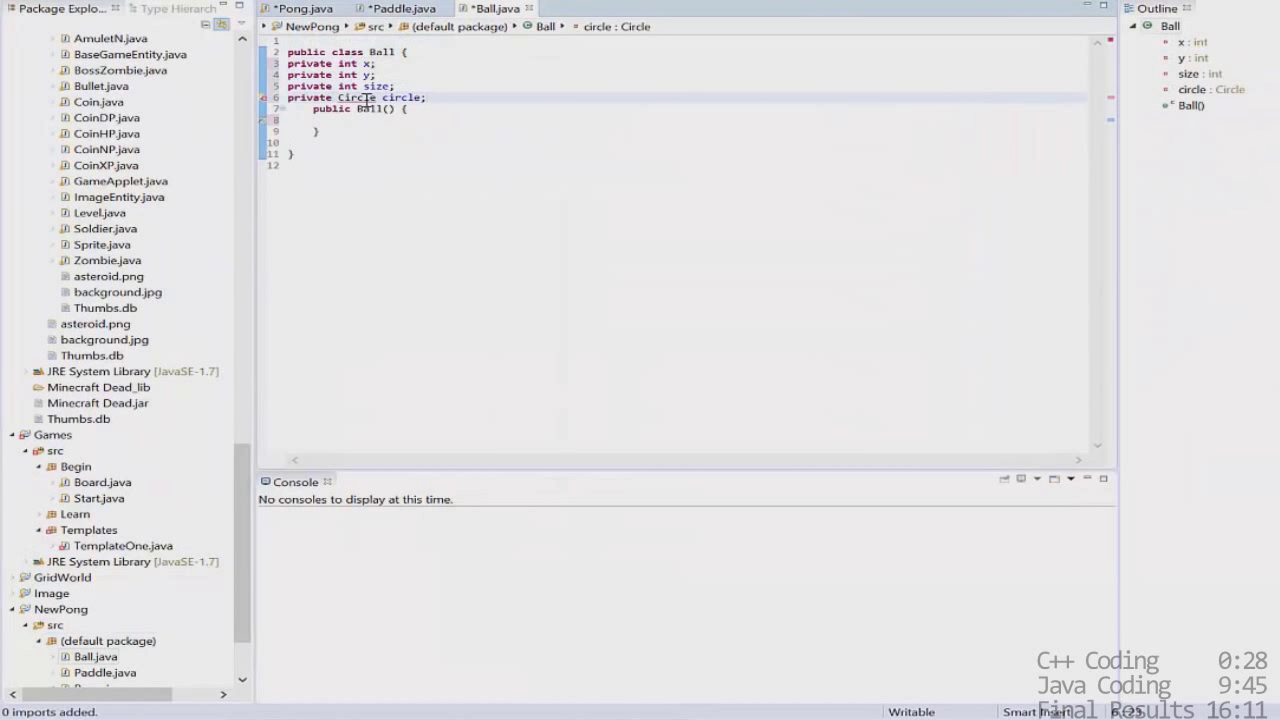 Package Explo...
Type Hierarch
AmuletN.java
BaseGameEntity.java
BossZombie.java
Bullet.java
Coin.java
CoinDP.java
CoinHP.java
CoinNP.java
CoinXP.java
GameApplet.java
ImageEntity.java
Level.java
Soldier.java
Sprite.java
Zombie.java
asteroid.png
background.jpg
Thumbs.db
asteroid.png
background.jpg
Thumbs.db
JRE System Library [JavaSE-1.7]
Minecraft Dead_lib
Minecraft Dead.jar
Thumbs.db
Games
src
Begin
Board.java
Start.java
Learn
Templates
TemplateOne.java
JRE System Library [JavaSE-1.7]
GridWorld
Image
NewPong
src
(default package)
Ball.java
Paddle.java
0 imports added.
*Pong.java
*Paddle.java
*Ball.java
NewPong
src
(default package)
Ball
circle : Circle
1
2 public class Ball {
3 private int x;
4 private int y;
5 private int size;
6 private Circle circle;
7 public Ball() {
8
9 }
10
11 }
12
Console
No consoles to display at this time.
Outline
Ball
x : int
y : int
size : int
circle : Circle
Ball()
C++ Coding 0:28
Java Coding 9:45
Final Results 16:11
Writable
Smart Insert